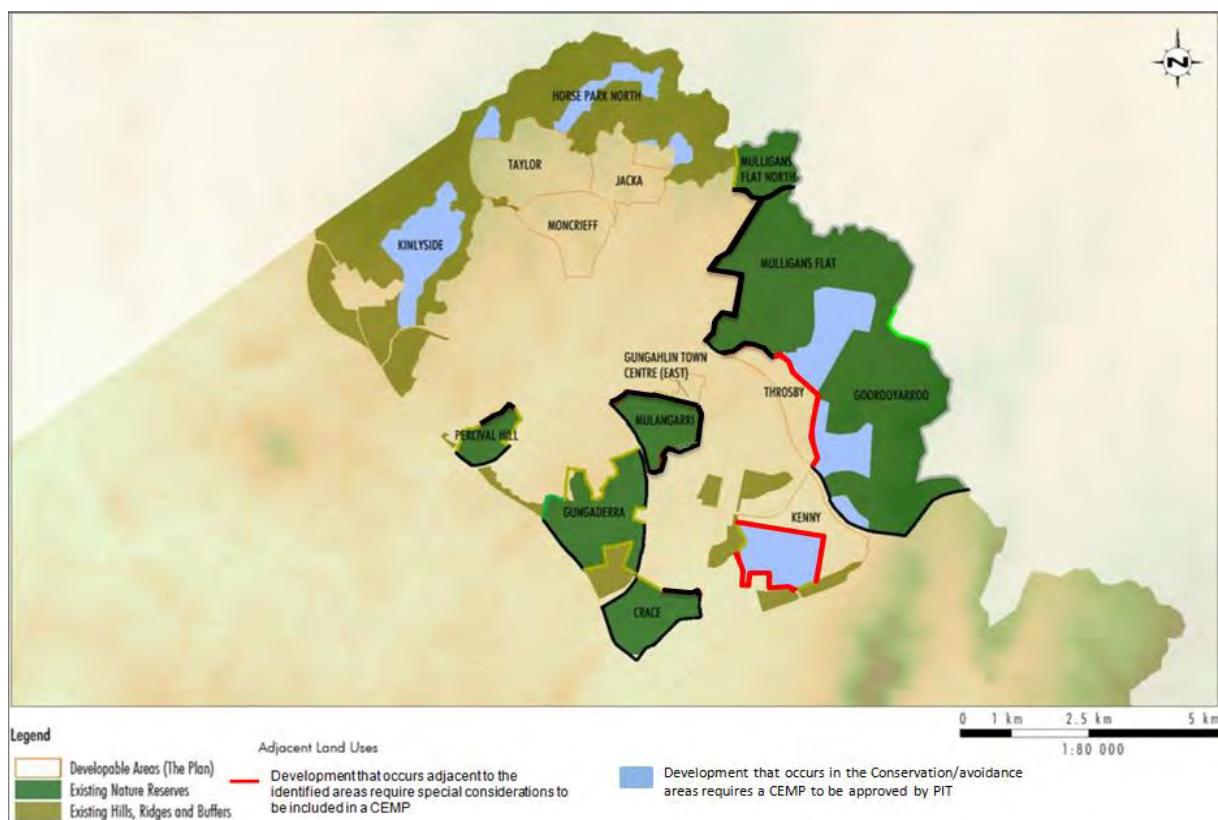 N
HORSE PARK NORTH
TAYLOR
JACKA
MULLIGANS
FLAT NORTH
MONCRIEFF
KINLYSIDE
MULLIGANS FLAT
GUNGAHLIN TOWN
CENTRE (EAST)
THROSBY
GOOROOYARROO
MULANGARRI
PERCIVAL HILL
GUNGADERRA
KENNY
CRACE
0 1 km 2.5 km 5 km
1:80 000
Legend
Developable Areas (The Plan)
Existing Nature Reserves
Existing Hills, Ridges and Buffers
Adjacent Land Uses
Development that occurs adjacent to the
identified areas require special considerations to
be included in a CEMP
Development that occurs in the Conservation/avoidance
areas requires a CEMP to be approved by PIT